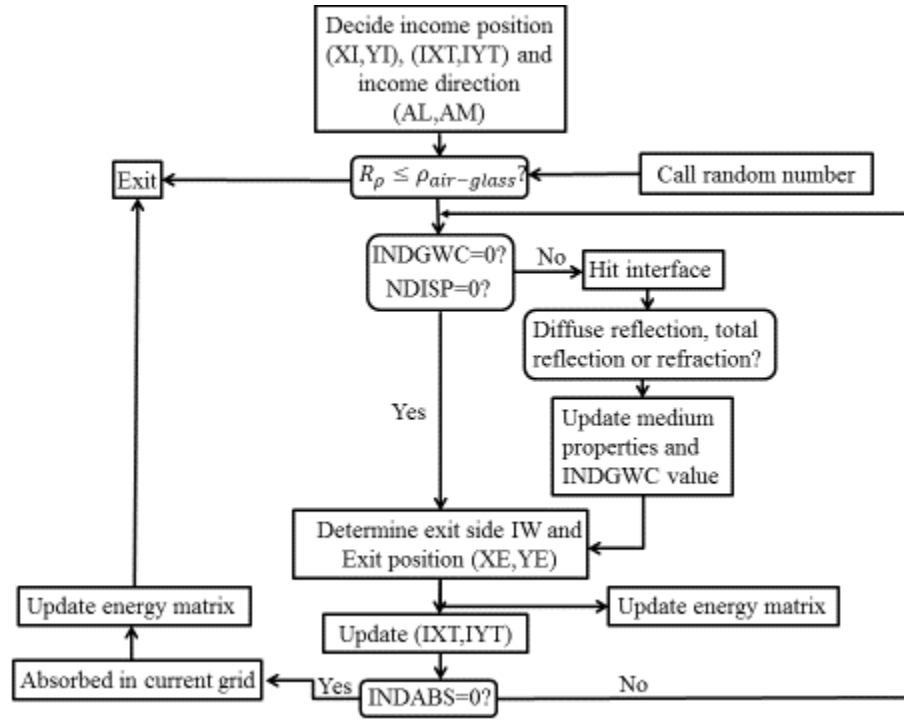 Decide income position
(XI,YI), (IXT,IYT) and
income direction
(AL,AM)
Exit
R_ρ ≤ ρ_air−glass?
Call random number
INDGWC=0?
NDISP=0?
No
Hit interface
Diffuse reflection, total
reflection or refraction?
Yes
Update medium
properties and
INDGWC value
Determine exit side IW and
Exit position (XE,YE)
Update energy matrix
Update energy matrix
Update (IXT,IYT)
Absorbed in current grid
Yes
INDABS=0?
No